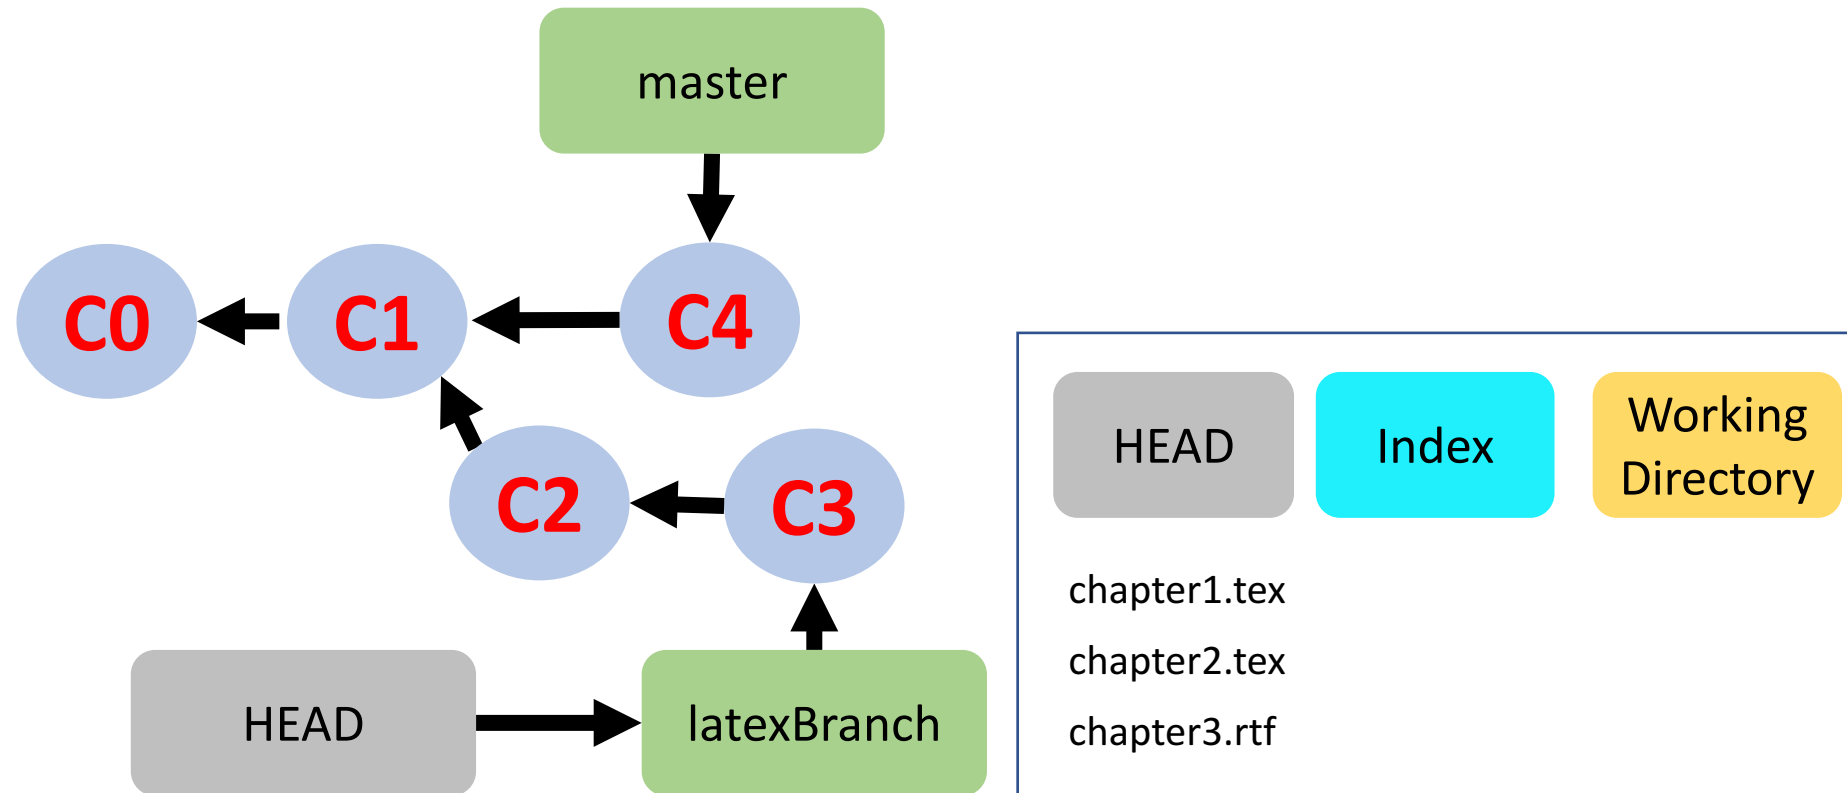 master
C0
C1
C4
C2
C3
HEAD
latexBranch
HEAD
Index
Working
Directory
chapter1.tex
chapter2.tex
chapter3.rtf